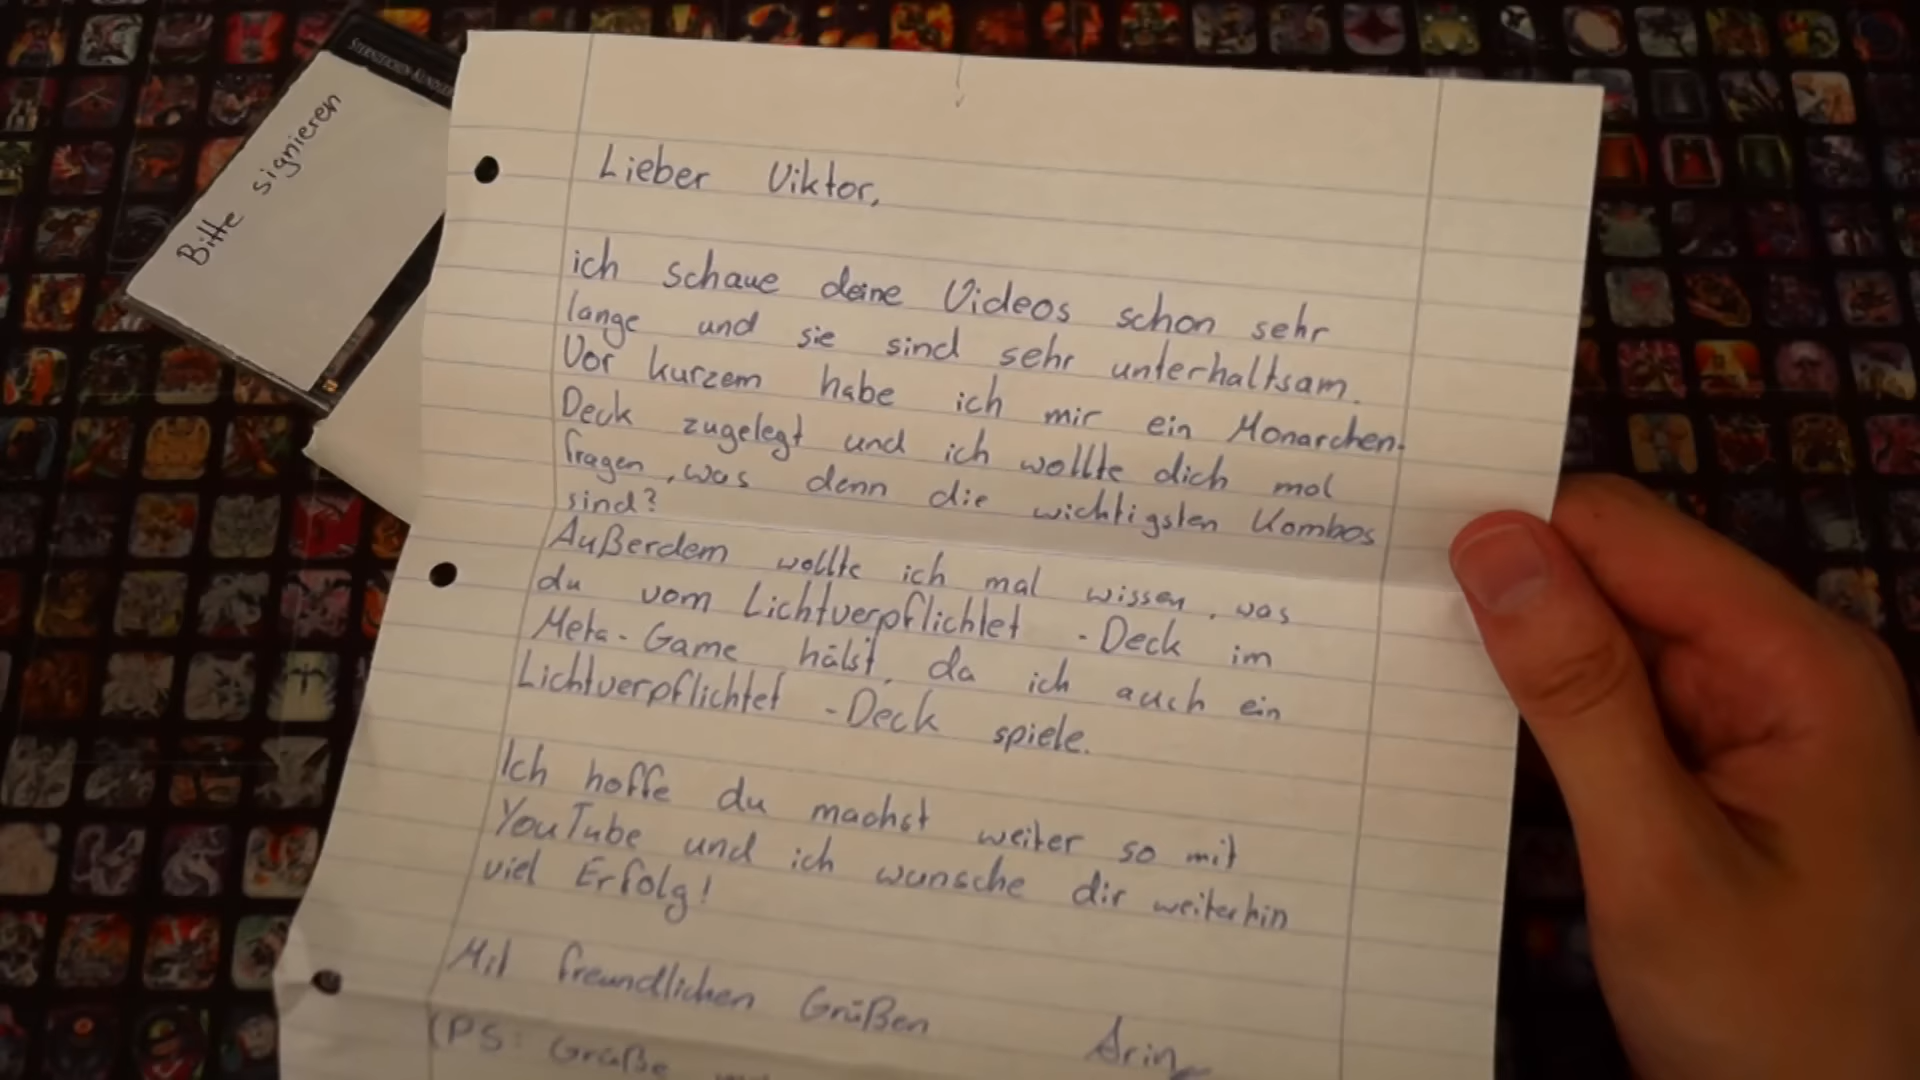 Bitte signieren
Lieber Viktor,
ich schaue deine Videos schon sehr
lange und sie sind sehr unterhaltsam.
Vor kurzem habe ich mir ein Monarchen-
Deck zugelegt und ich wollte dich mal
fragen, was denn die wichtigsten Kombos
sind?
Außerdem wollte ich mal wissen, was
du vom Lichtverpflichtet -Deck im
Meta-Game hälst, da ich auch ein
Lichtverpflichtet -Deck spiele.
Ich hoffe du machst weiter so mit
YouTube und ich wunsche dir weiterhin
viel Erfolg!
Mit freundlichen Grüßen
Arin
(PS: Grüße